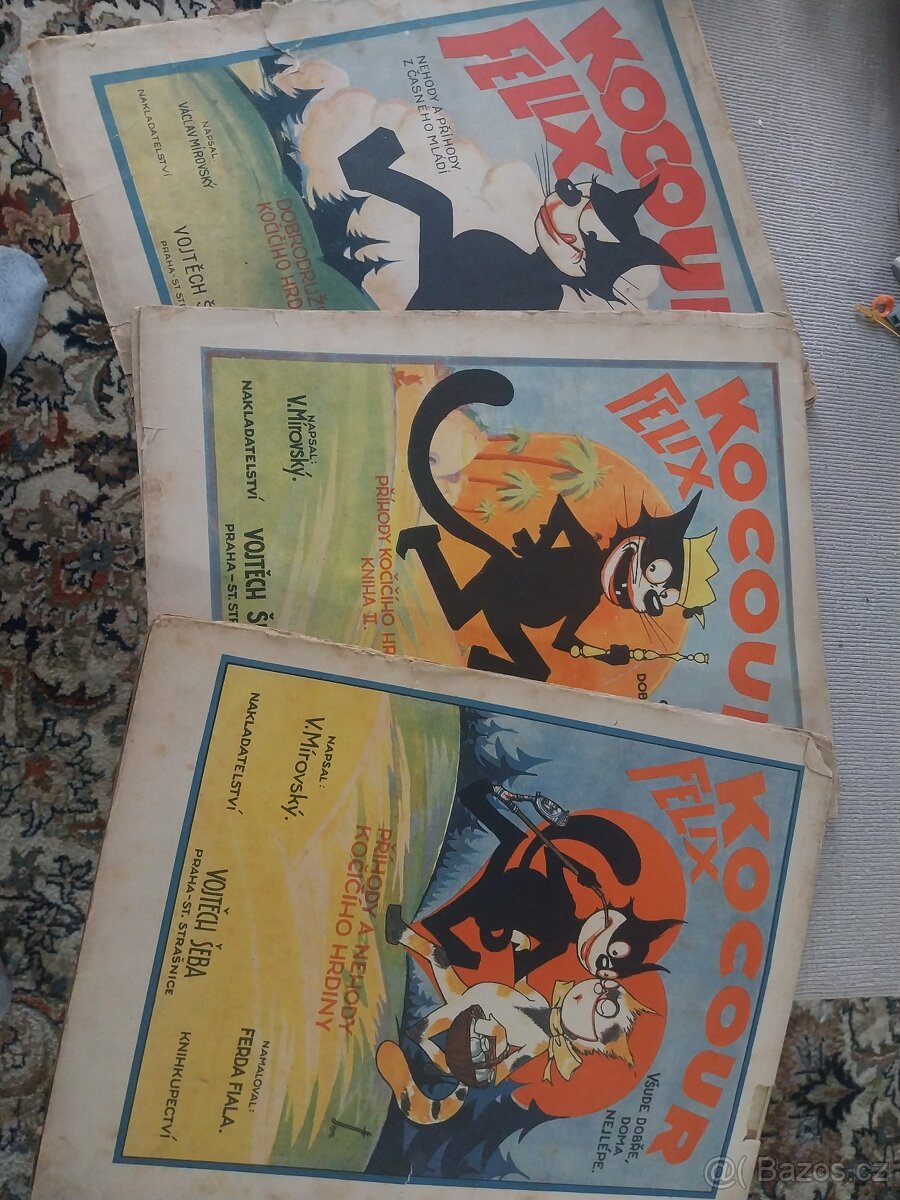 KOCOUR
FELIX
NEHODY A PŘÍHODY
Z ČASNÉHO MLÁDÍ
DOBRODRUŽ
KOČIČÍHO HRD
NAPSAL
VÁCLAV MÍROVSKÝ
NAKLADATELSTVÍ
VOJTĚCH Š
PRAHA-ST. ST
KOCOUR
FELIX
DOB
PŘÍHODY KOČIČÍHO HR
KNIHA II.
NAPSAL:
V. Mírovský.
NAKLADATELSTVÍ
VOJTĚCH Š
PRAHA-ST. STR
KOCOUR
FELIX
VŠUDE DOBŘE,
DOMA
NEJLÉPE.
PŘÍHODY A NEHODY
KOČIČÍHO HRDINY
NAPSAL:
V. Mírovský.
NAMALOVAL:
FERDA FIALA.
NAKLADATELSTVÍ
VOJTĚCH ŠEBA
KNIHKUPECTVÍ
PRAHA-ST. STRAŠNICE
Bazos.cz